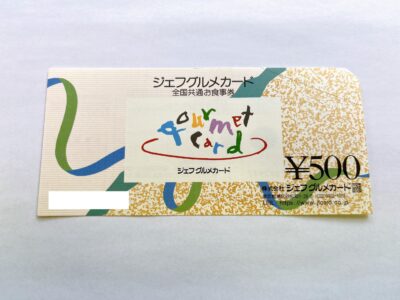 ジェフグルメカード
全国共通お食事券
gourmet
card
ジェフグルメカード
¥500
株式会社 ジェフグルメカード